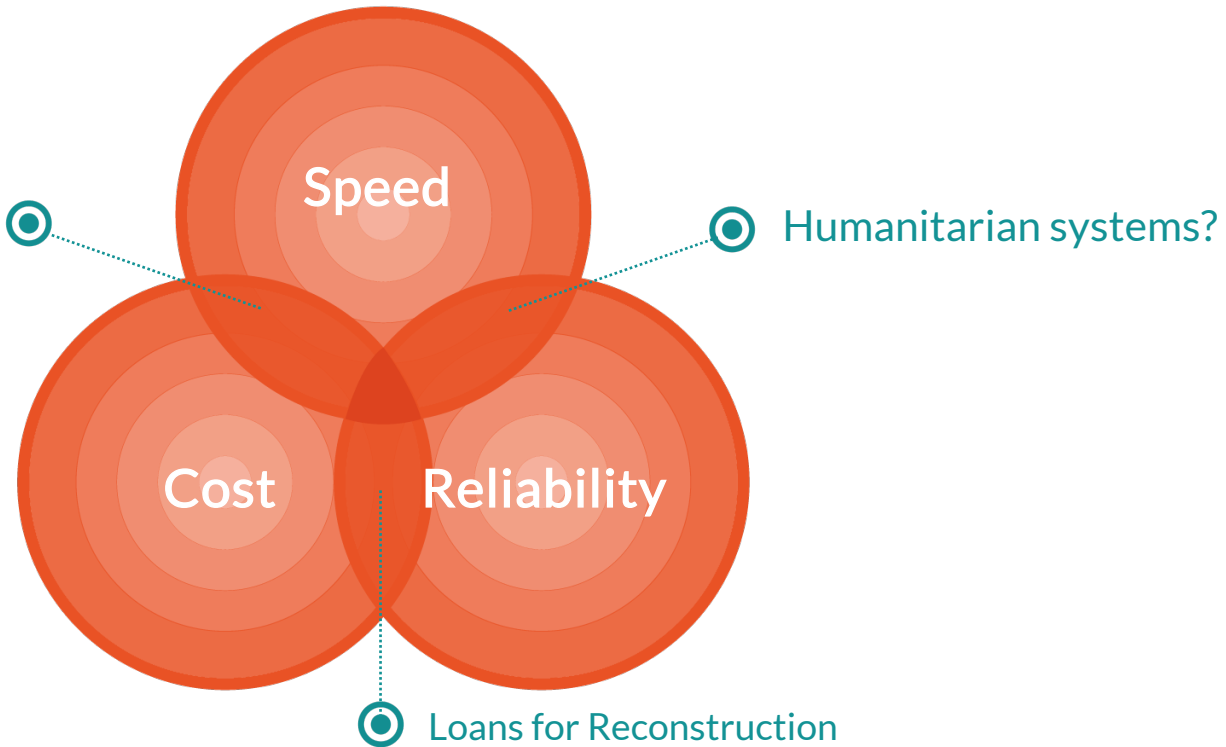 Speed
Humanitarian systems?
Cost
Reliability
Loans for Reconstruction